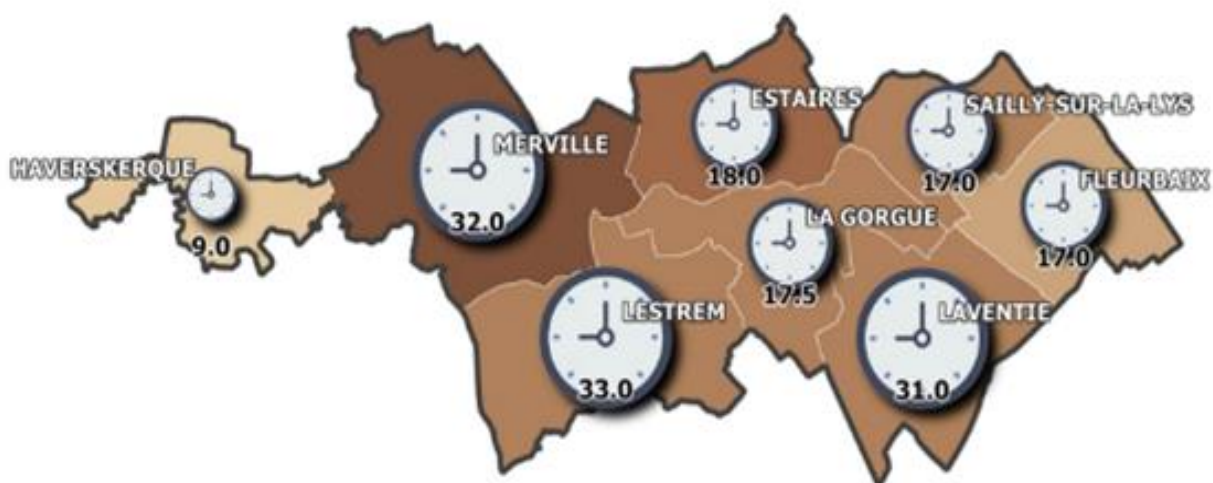 HAVERSKERQUE
9.0
MERVILLE
32.0
ESTAIRES
18.0
SAILLY-SUR-LA-LYS
17.0
FLEURBAIX
17.0
LA GORGUE
17.5
LESTREM
33.0
LAVENTIE
31.0